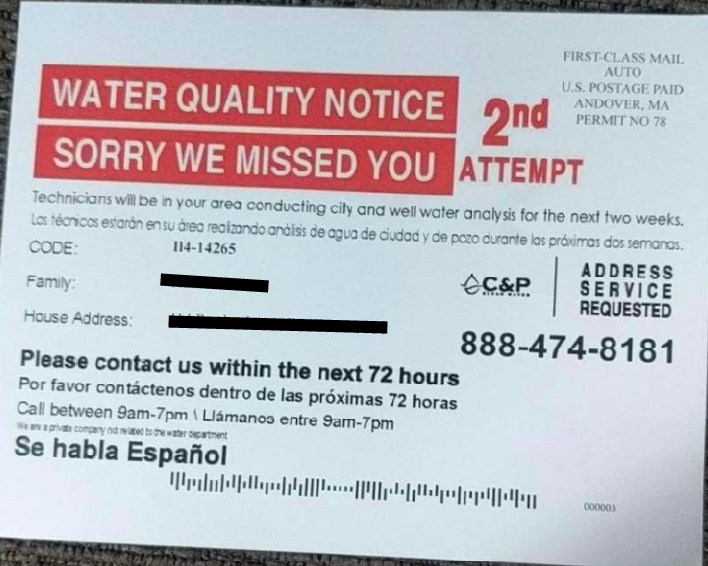 FIRST-CLASS MAIL
AUTO
U.S. POSTAGE PAID
ANDOVER, MA
PERMIT NO 78
WATER QUALITY NOTICE
SORRY WE MISSED YOU
2nd
ATTEMPT
Technicians will be in your area conducting city and well water analysis for the next two weeks.
Los técnicos estarán en su área realizando análisis de agua de ciudad y de pozo durante las próximas dos semanas.
CODE: 114-14265
Family:
House Address:
C&P
ADDRESS
SERVICE
REQUESTED
888-474-8181
Please contact us within the next 72 hours
Por favor contáctenos dentro de las próximas 72 horas
Call between 9am-7pm \ Llámanos entre 9am-7pm
We are a private company not related to the water department
Se habla Español
000003